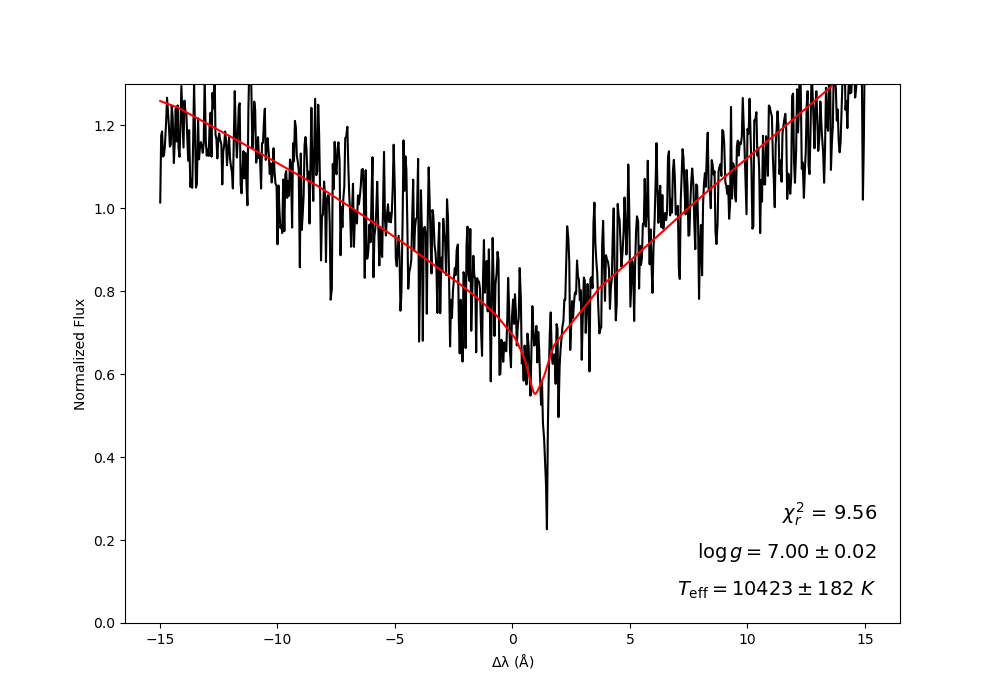 1.2
1.0
0.8
0.6
0.4
0.2
0.0
Normalized Flux
χ²ᵣ = 9.56
log g = 7.00 ± 0.02
T_eff = 10423 ± 182 K
−15 −10 −5 0 5 10 15
Δλ (Å)